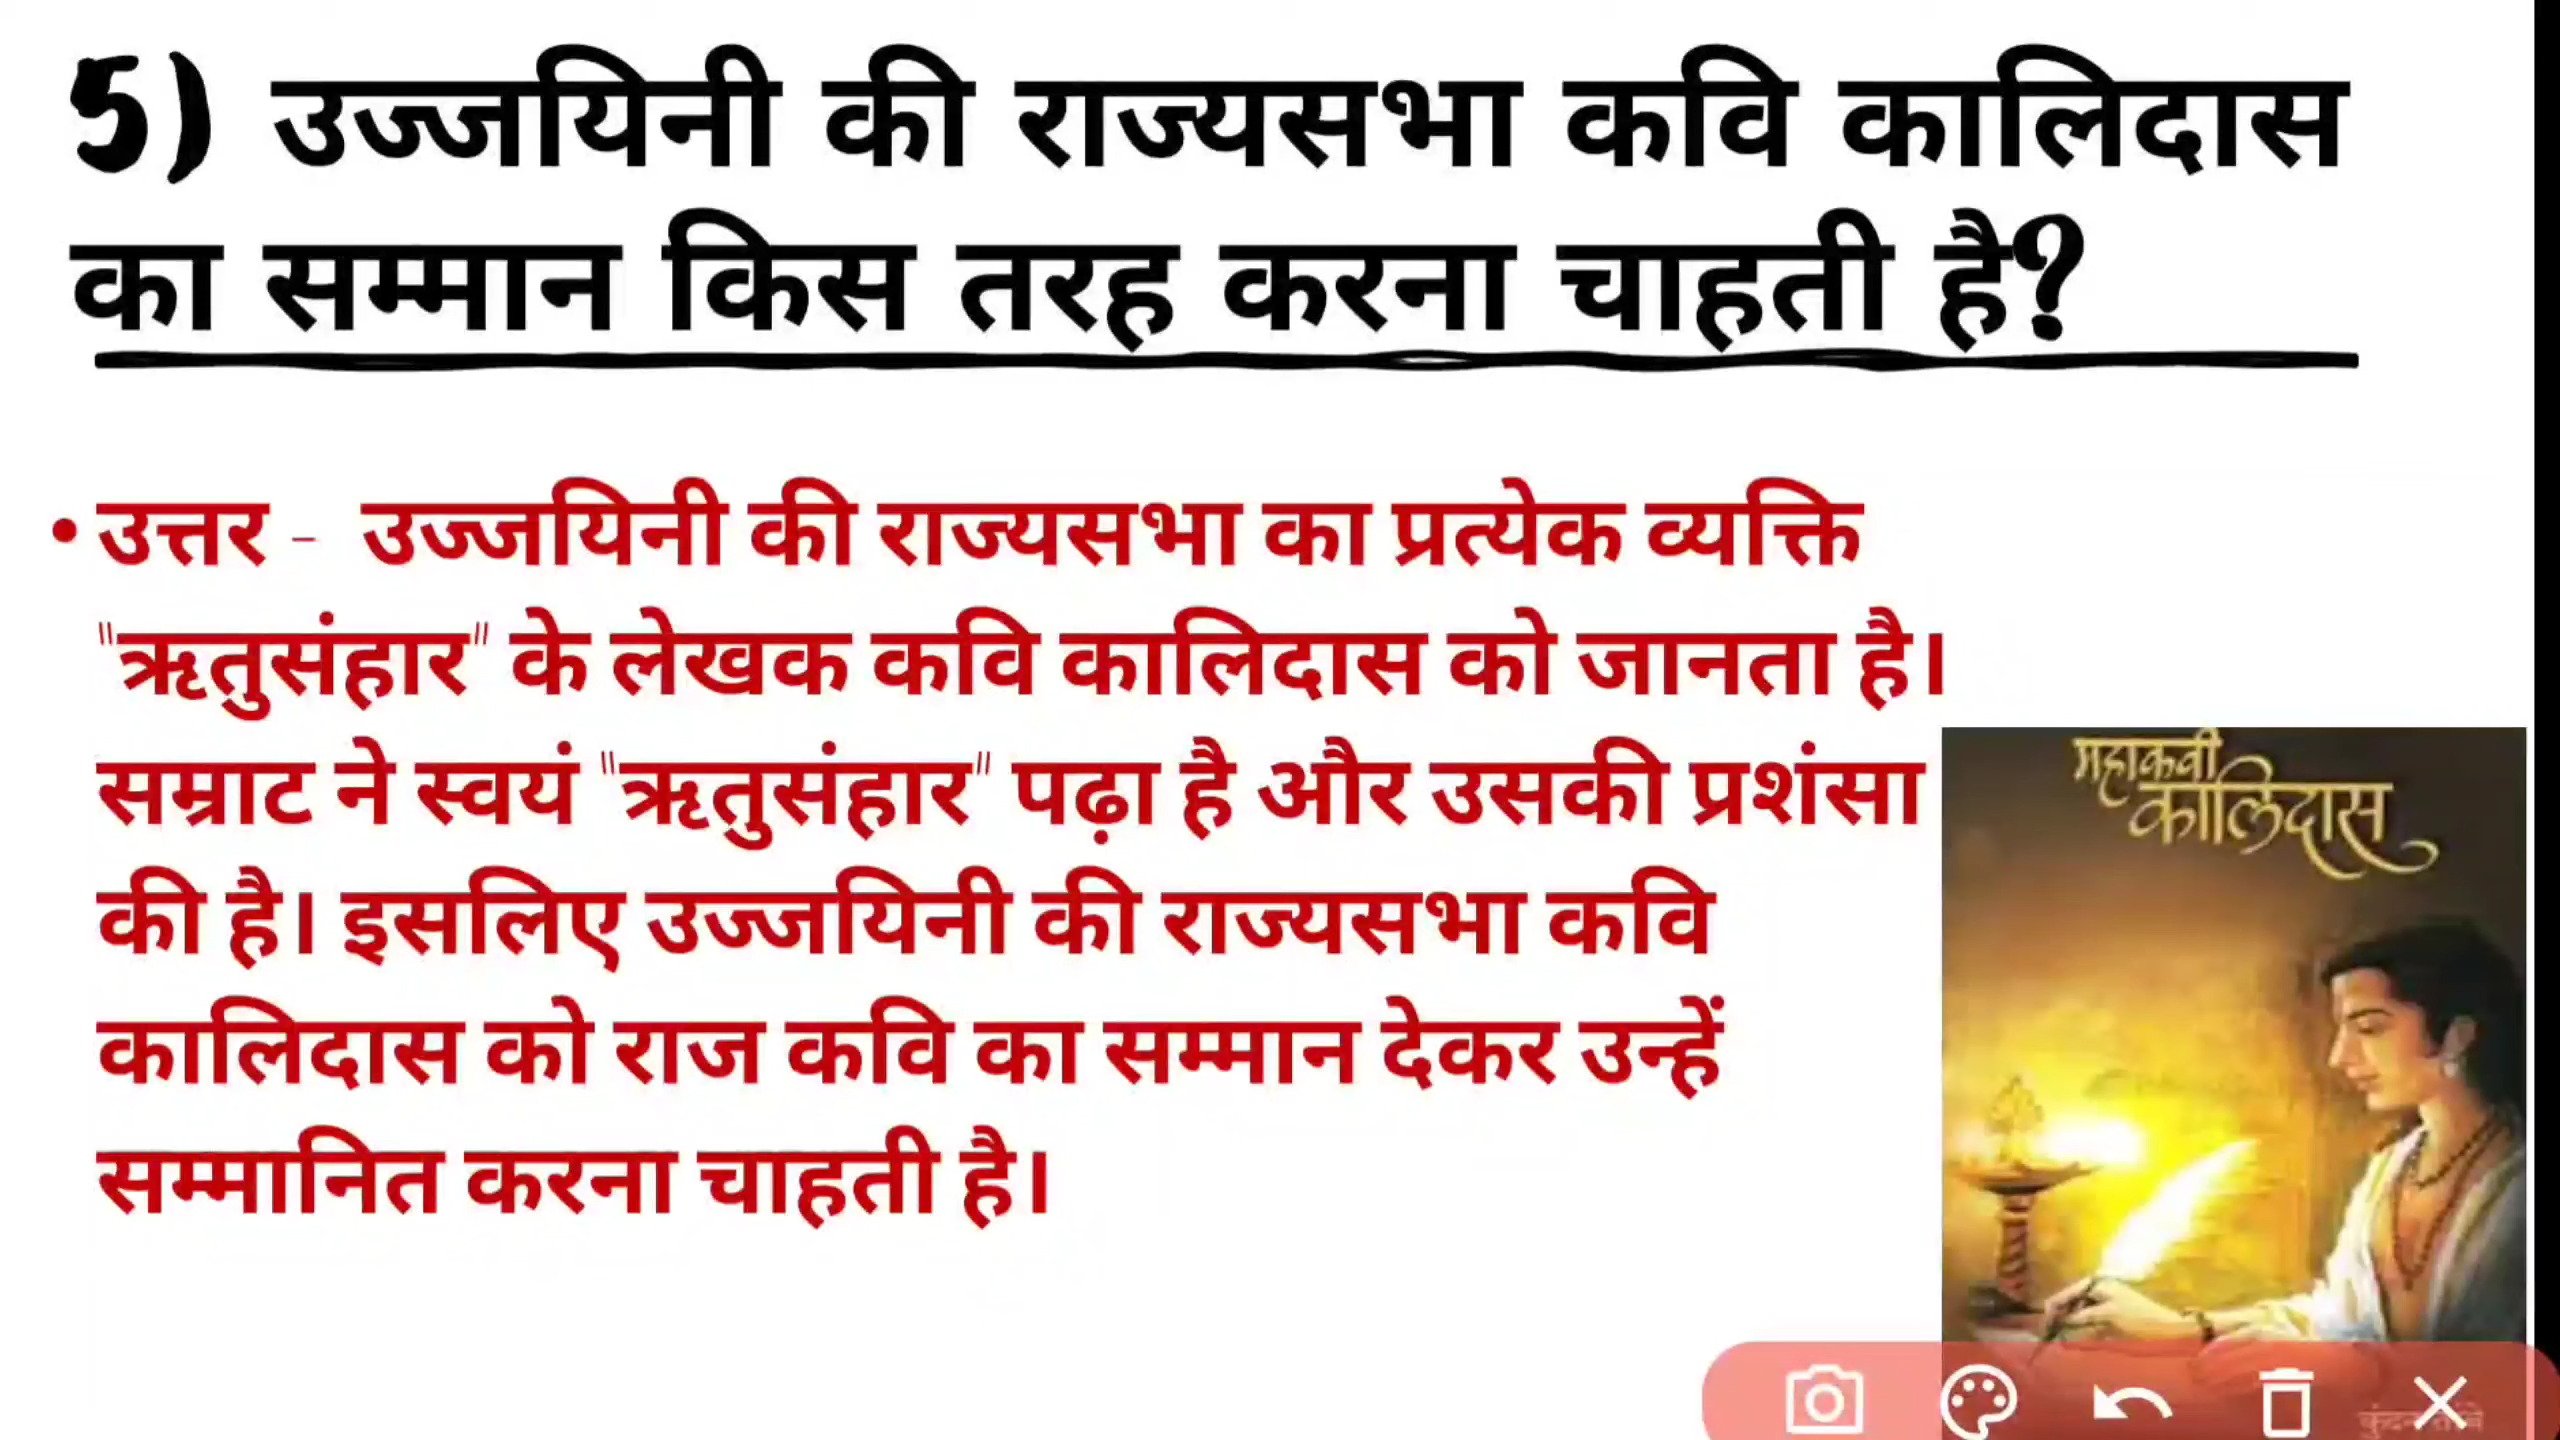 5) उज्जयिनी की राज्यसभा कवि कालिदास
का सम्मान किस तरह करना चाहती है?
• उत्तर - उज्जयिनी की राज्यसभा का प्रत्येक व्यक्ति
"ऋतुसंहार" के लेखक कवि कालिदास को जानता है।
सम्राट ने स्वयं "ऋतुसंहार" पढ़ा है और उसकी प्रशंसा
की है। इसलिए उज्जयिनी की राज्यसभा कवि
कालिदास को राज कवि का सम्मान देकर उन्हें
सम्मानित करना चाहती है।
महाकवी
कालिदास